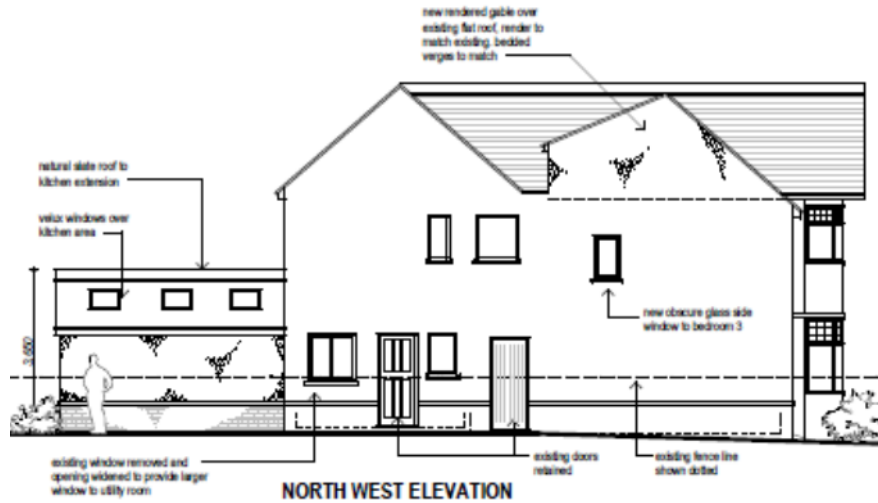 new rendered gable over
existing flat roof, render to
match existing. bedded
verges to match
natural slate roof to
kitchen extension
velux windows over
kitchen area
3.650
new obscure glass side
window to bedroom 3
existing window removed and
opening widened to provide larger
window to utility room
existing doors
retained
existing fence line
shown dotted
NORTH WEST ELEVATION